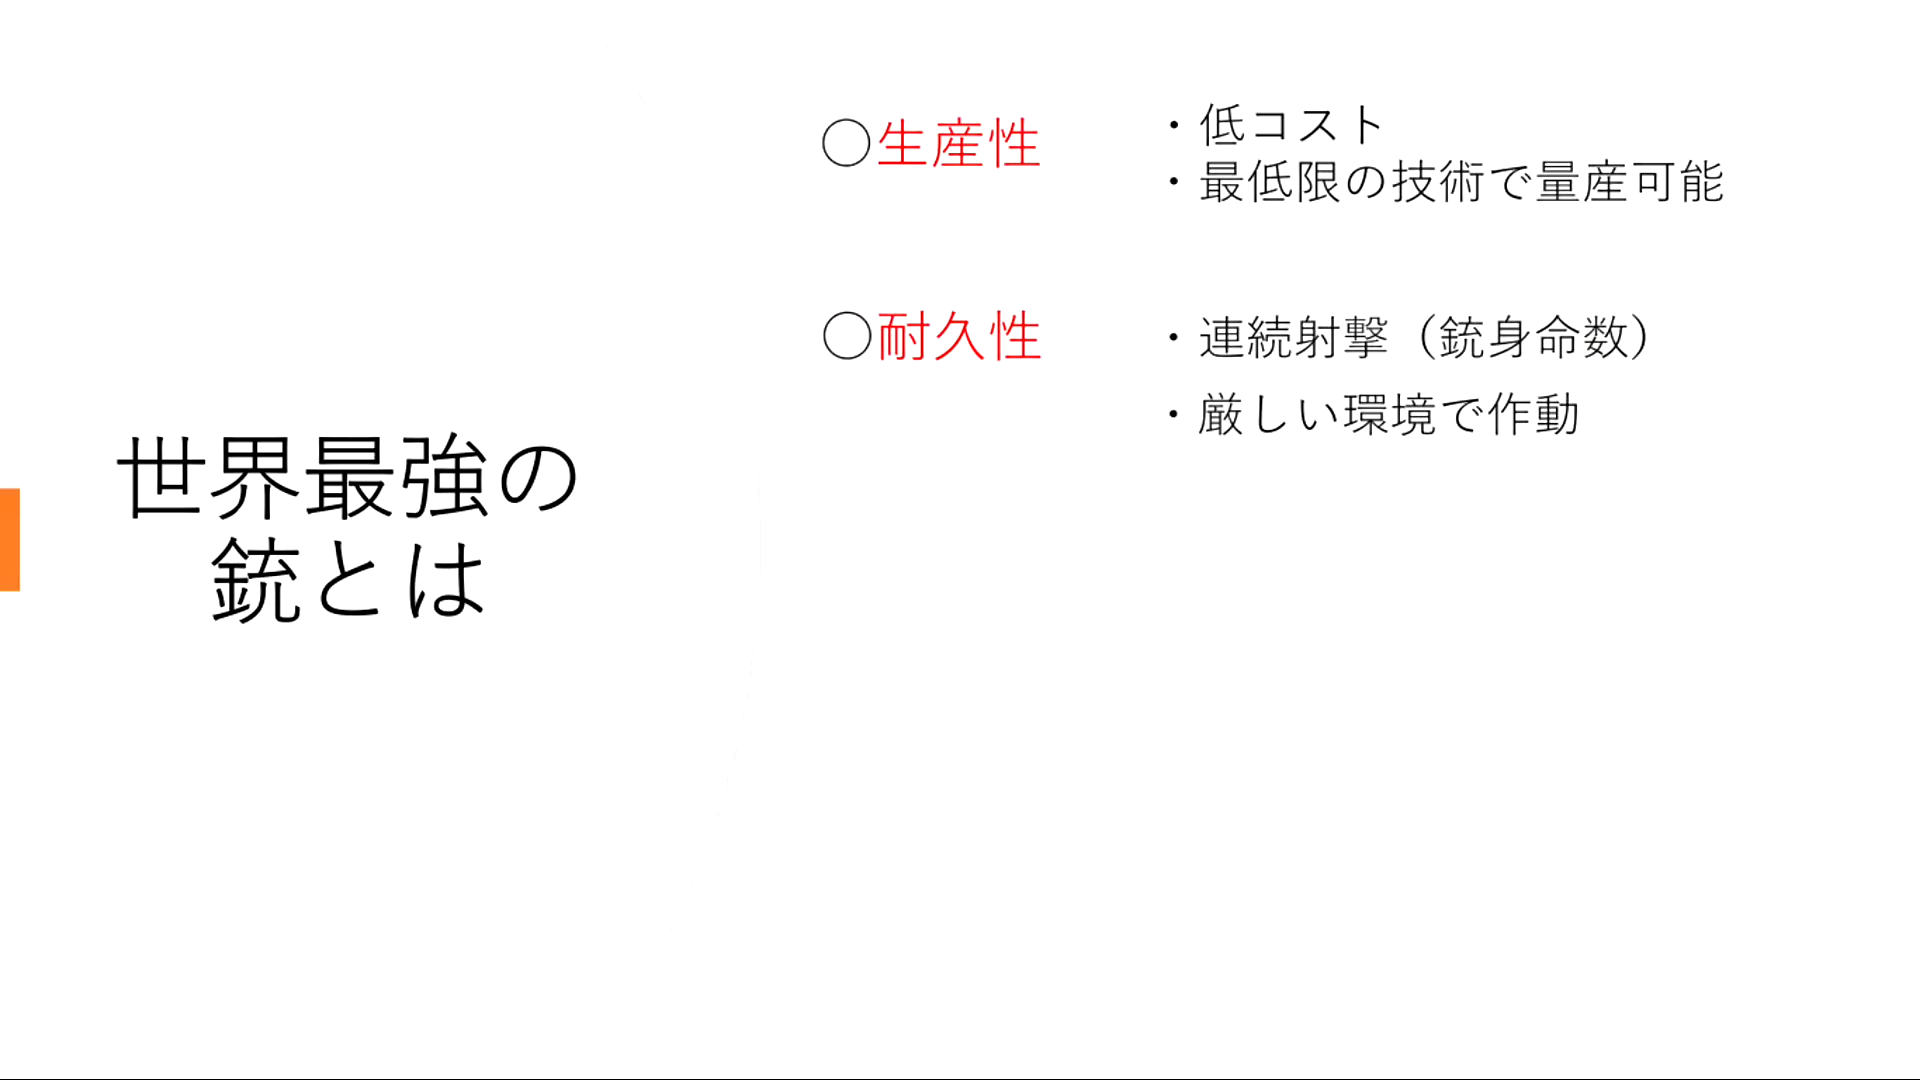 世界最強の
銃とは
○生産性
・低コスト
・最低限の技術で量産可能
○耐久性
・連続射撃（銃身命数）
・厳しい環境で作動